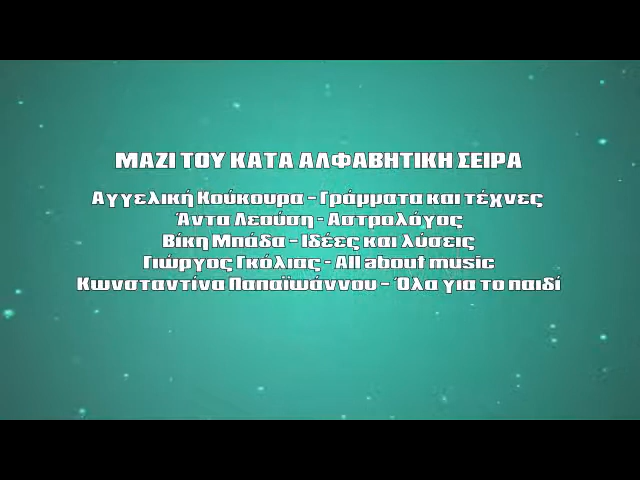 ΜΑΖΙ ΤΟΥ ΚΑΤΑ ΑΛΦΑΒΗΤΙΚΗ ΣΕΙΡΑ
Αγγελική Κούκουρα - Γράμματα και τέχνες
Άντα Λεούση - Αστρολόγος
Βίκη Μπάδα - Ιδέες και λύσεις
Γιώργος Γκόλιας - All about music
Κωνσταντίνα Παπαϊωάννου - Όλα για το παιδί